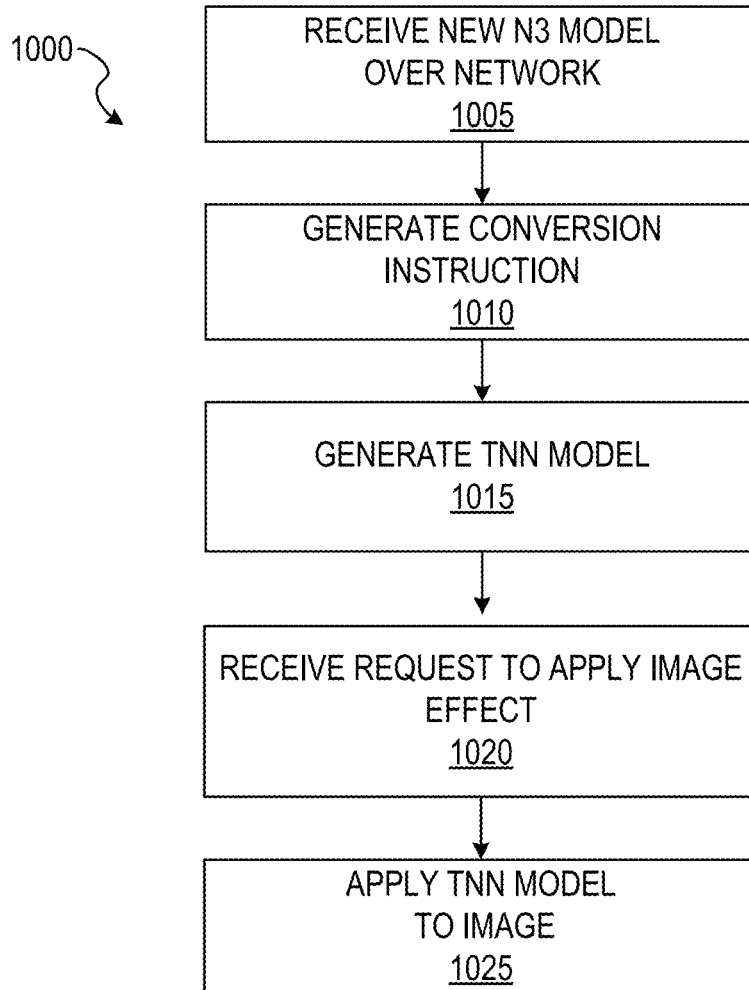 1000
RECEIVE NEW N3 MODEL
OVER NETWORK
1005
GENERATE CONVERSION
INSTRUCTION
1010
GENERATE TNN MODEL
1015
RECEIVE REQUEST TO APPLY IMAGE
EFFECT
1020
APPLY TNN MODEL
TO IMAGE
1025